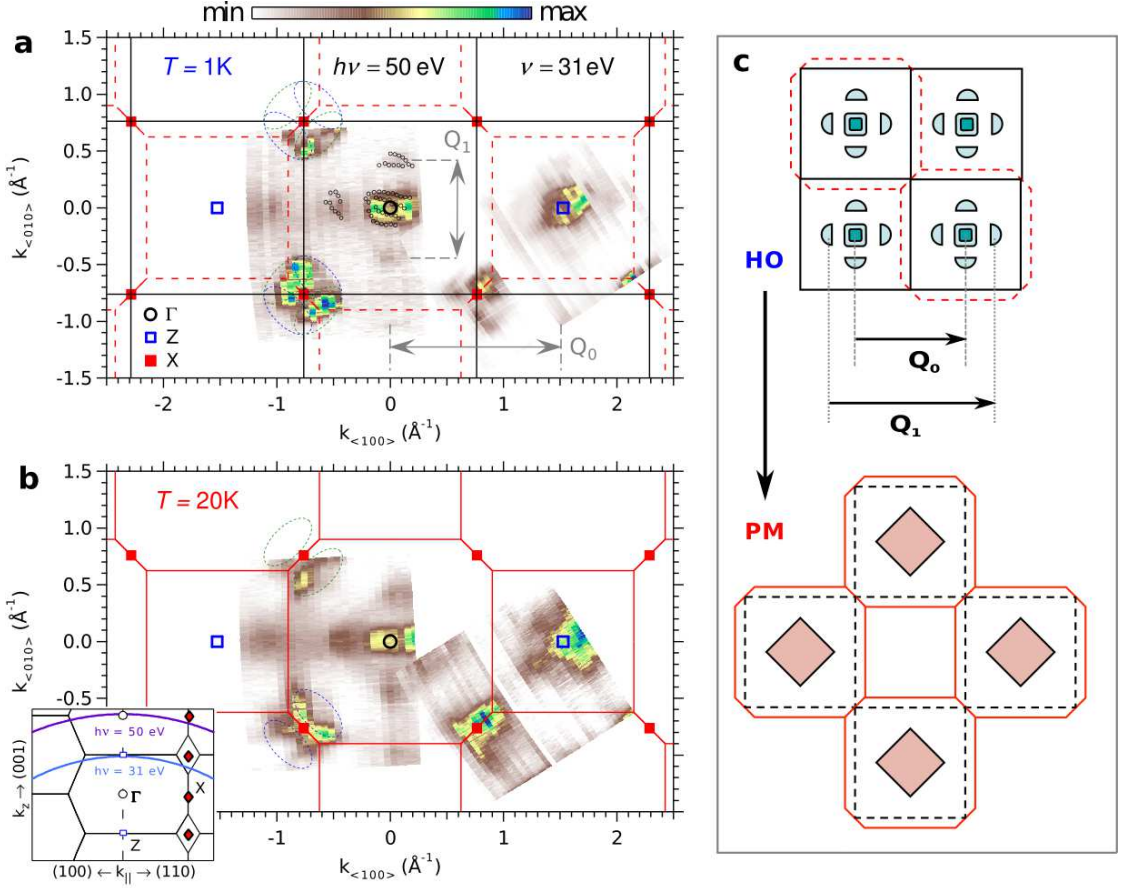 min max
a
T = 1K hν = 50 eV ν = 31eV
1.5
1.0
0.5
0.0
-0.5
-1.0
-1.5
k<010> (Å-1)
Q1
Q0
Γ
Z
X
-2 -1 0 1 2
k<100> (Å-1)
b
T = 20K
1.5
1.0
0.5
0.0
-0.5
k<010> (Å-1)
hν = 50 eV
hν = 31 eV
X
Γ
Z
kz → (001)
(100) ← k|| → (110)
-1 0 1 2
k<100> (Å-1)
c
HO
Q0
Q1
PM